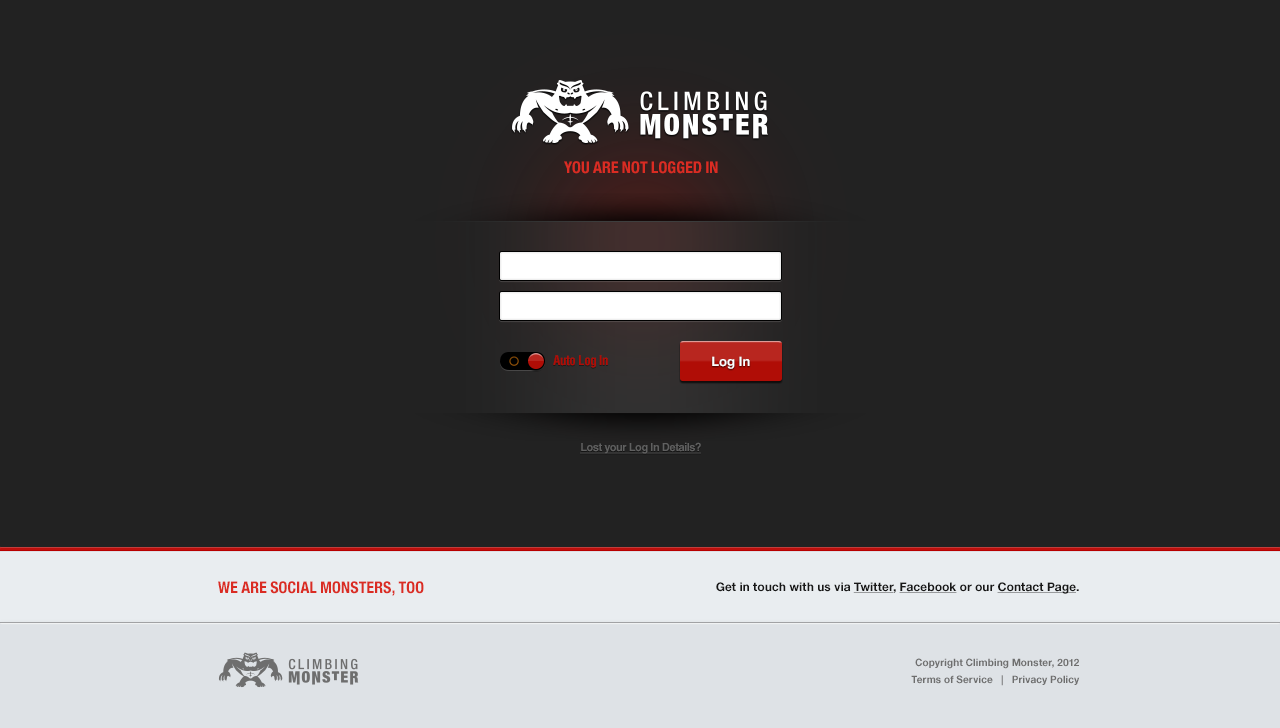 CLIMBING
MONSTER
YOU ARE NOT LOGGED IN
Auto Log In
Log In
Lost your Log In Details?
WE ARE SOCIAL MONSTERS, TOO
Get in touch with us via Twitter, Facebook or our Contact Page.
CLIMBING
MONSTER
Copyright Climbing Monster, 2012
Terms of Service | Privacy Policy